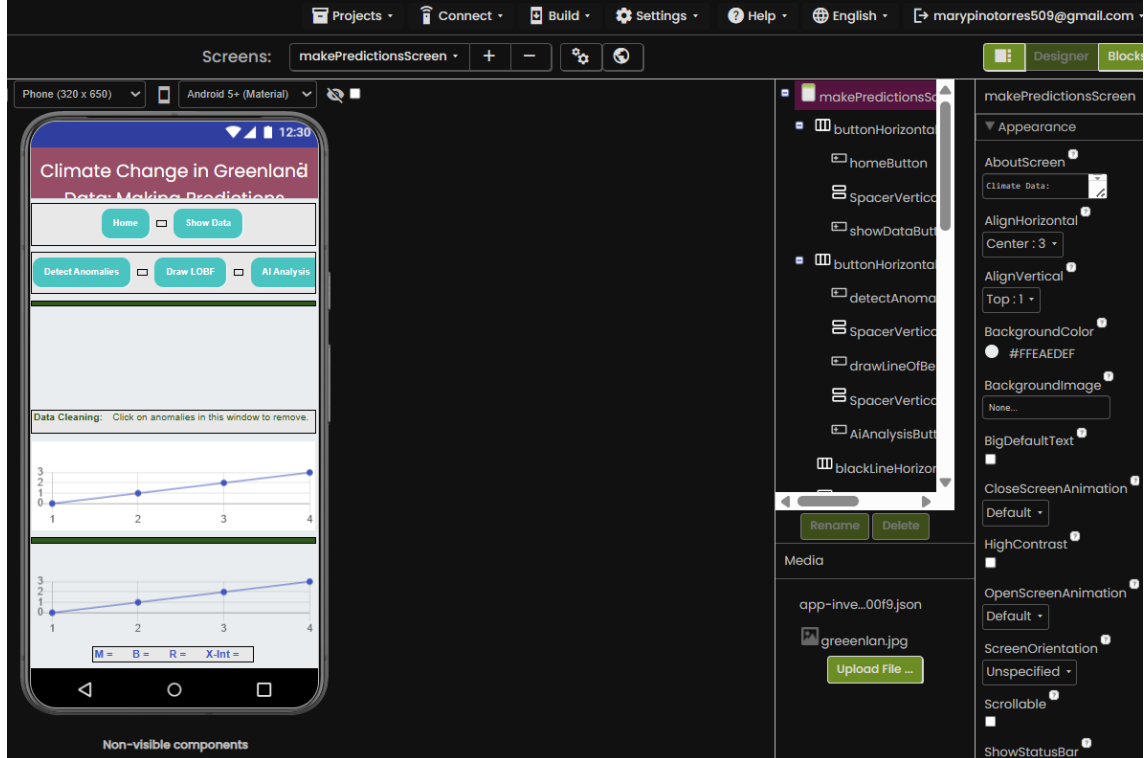 Projects Connect Build Settings Help English marypinotorres509@gmail.com
Screens: makePredictionsScreen + − Designer Blocks
Phone (320 x 650) Android 5+ (Material)
12:30
Climate Change in Greenland
Data: Making Predictions
Home Show Data
Detect Anomalies Draw LOBF AI Analysis
Data Cleaning: Click on anomalies in this window to remove.
3
2
1
0
1 2 3 4
3
2
1
0
1 2 3 4
M = B = R = X-Int =
Non-visible components
makePredictionsSc
buttonHorizonta
homeButton
SpacerVertica
showDataButt
buttonHorizonta
detectAnoma
SpacerVertica
drawLineOfBe
SpacerVertica
AiAnalysisButt
blackLineHorizon
Rename Delete
Media
app-inve...00f9.json
greeenlan.jpg
Upload File ...
makePredictionsScreen
Appearance
AboutScreen ?
Climate Data:
AlignHorizontal ?
Center : 3
AlignVertical ?
Top : 1
BackgroundColor ?
#FFEAEDEF
BackgroundImage ?
None...
BigDefaultText ?
CloseScreenAnimation ?
Default
HighContrast ?
OpenScreenAnimation ?
Default
ScreenOrientation ?
Unspecified
Scrollable ?
ShowStatusBar ?